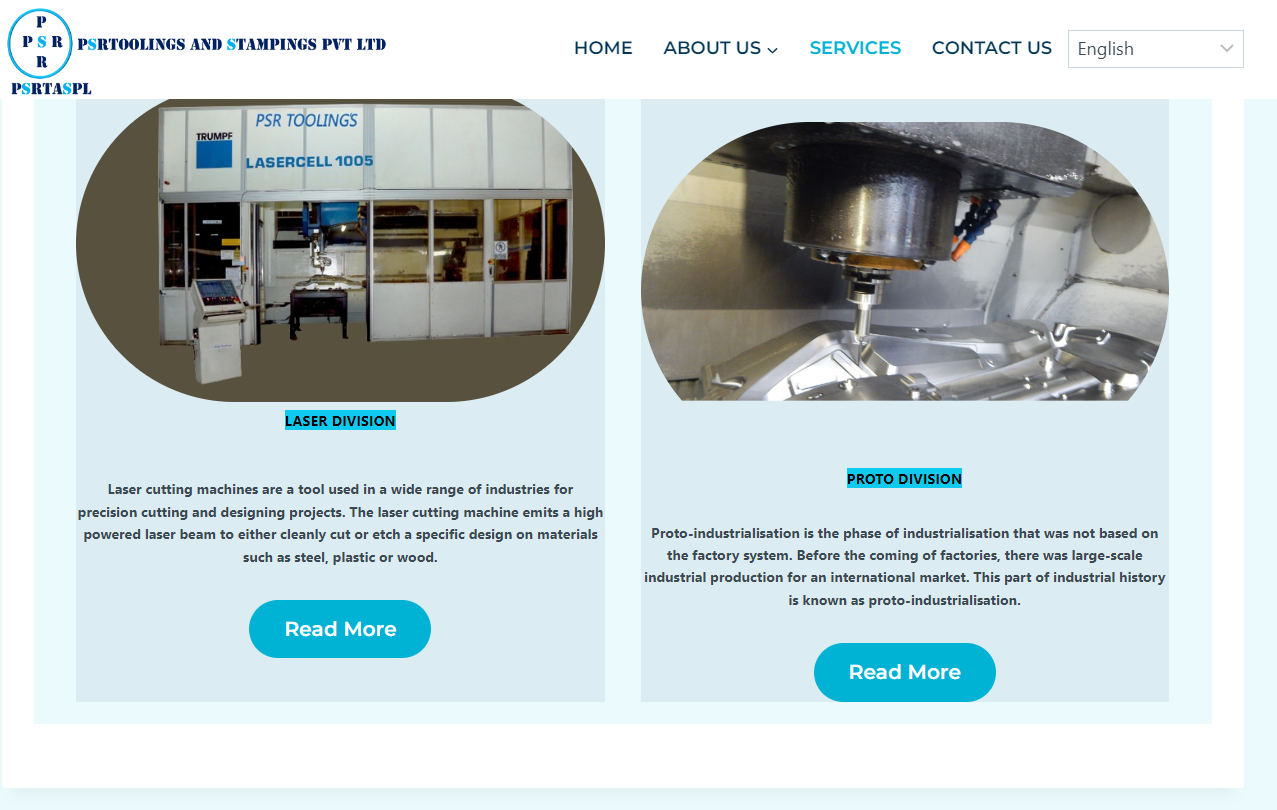 P
P S R
R
PSRTASPL
PSRTOOLINGS AND STAMPINGS PVT LTD
HOME
ABOUT US
SERVICES
CONTACT US
English
PSR TOOLING'S
TRUMPF
LASERCELL 1005
LASER DIVISION
Laser cutting machines are a tool used in a wide range of industries for
precision cutting and designing projects. The laser cutting machine emits a high
powered laser beam to either cleanly cut or etch a specific design on materials
such as steel, plastic or wood.
Read More
PROTO DIVISION
Proto-industrialisation is the phase of industrialisation that was not based on
the factory system. Before the coming of factories, there was large-scale
industrial production for an international market. This part of industrial history
is known as proto-industrialisation.
Read More